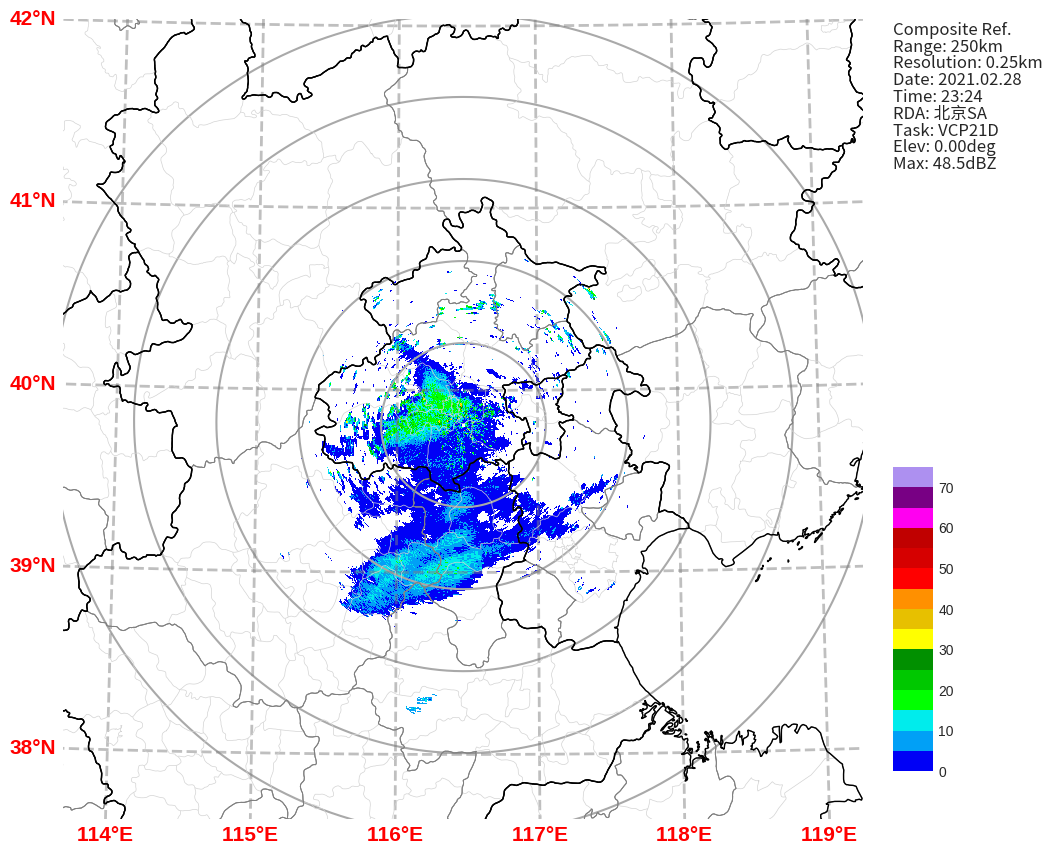 Composite Ref.
Range: 250km
Resolution: 0.25km
Date: 2021.02.28
Time: 23:24
RDA: 北京SA
Task: VCP21D
Elev: 0.00deg
Max: 48.5dBZ
42°N
41°N
40°N
39°N
38°N
70
60
50
40
30
20
10
0
114°E 115°E 116°E 117°E 118°E 119°E